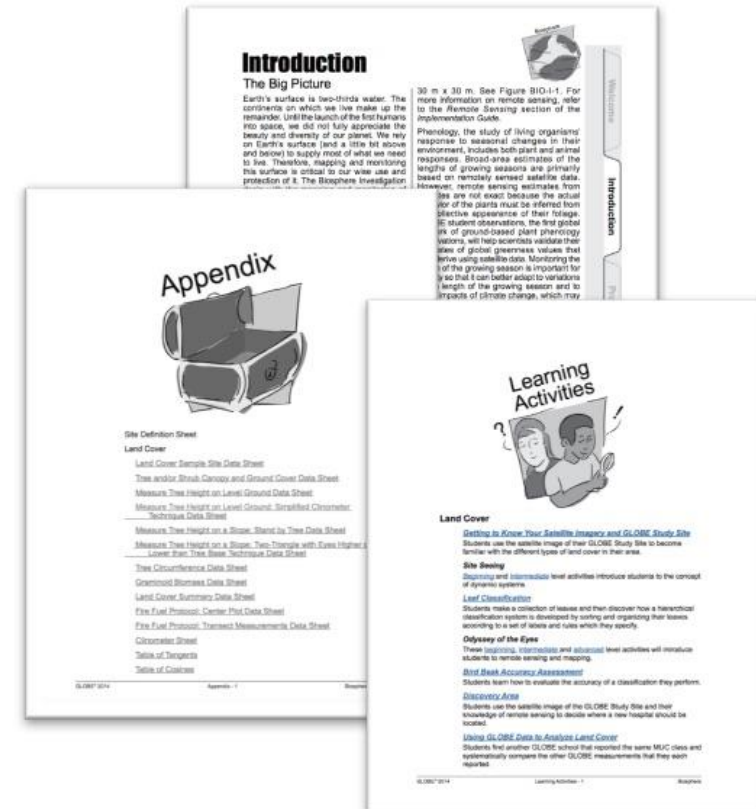 Introduction
The Big Picture
Earth's surface is two-thirds water. The
continents on which we live make up the
remainder. Until the launch of the first humans
into space, we did not fully appreciate the
beauty and diversity of our planet. We rely
on Earth's surface (and a little bit above
and below) to supply most of what we need
to live. Therefore, mapping and monitoring
this surface is critical to our wise use and
protection of it. The Biosphere Investigation
30 m x 30 m. See Figure BIO-I-1. For
more information on remote sensing, refer
to the Remote Sensing section of the
Implementation Guide.
Phenology, the study of living organisms'
response to seasonal changes in their
environment, includes both plant and animal
responses. Broad-area estimates of the
lengths of growing seasons are primarily
based on remotely sensed satellite data.
However, remote sensing estimates from
are not exact because the actual
of the plants must be inferred from
collective appearance of their foliage.
student observations, the first global
of ground-based plant phenology
will help scientists validate their
of global greenness values that
derive using satellite data. Monitoring the
of the growing season is important for
so that it can better adapt to variations
length of the growing season and to
impacts of climate change, which may
Biosphere
Welcome
Introduction
Appendix
Site Definition Sheet
Land Cover
Land Cover Sample Site Data Sheet
Tree and/or Shrub Canopy and Ground Cover Data Sheet
Measure Tree Height on Level Ground Data Sheet
Measure Tree Height on Level Ground: Simplified Clinometer
Technique Data Sheet
Measure Tree Height on a Slope: Stand by Tree Data Sheet
Measure Tree Height on a Slope: Two-Triangle with Eyes Higher
Lower than Tree Base Technique Data Sheet
Tree Circumference Data Sheet
Graminoid Biomass Data Sheet
Land Cover Summary Data Sheet
Fire Fuel Protocol: Center Plot Data Sheet
Fire Fuel Protocol: Transect Measurements Data Sheet
Clinometer Sheet
Table of Tangents
Table of Cosines
GLOBE® 2014
Appendix - 1
Learning
Activities
? !
Land Cover
Getting to Know Your Satellite Imagery and GLOBE Study Site
Students use the satellite image of their GLOBE Study Site to become
familiar with the different types of land cover in their area.
Site Seeing
Beginning and intermediate level activities introduce students to the concept
of dynamic systems.
Leaf Classification
Students make a collection of leaves and then discover how a hierarchical
classification system is developed by sorting and organizing their leaves
according to a set of labels and rules which they specify.
Odyssey of the Eyes
These beginning, intermediate and advanced level activities will introduce
students to remote sensing and mapping.
Bird Beak Accuracy Assessment
Students learn how to evaluate the accuracy of a classification they perform.
Discovery Area
Students use the satellite image of the GLOBE Study Site and their
knowledge of remote sensing to decide where a new hospital should be
located.
Using GLOBE Data to Analyze Land Cover
Students find another GLOBE school that reported the same MUC class and
systematically compare the other GLOBE measurements that they each
reported.
GLOBE® 2014
Learning Activities - 1
Biosphere